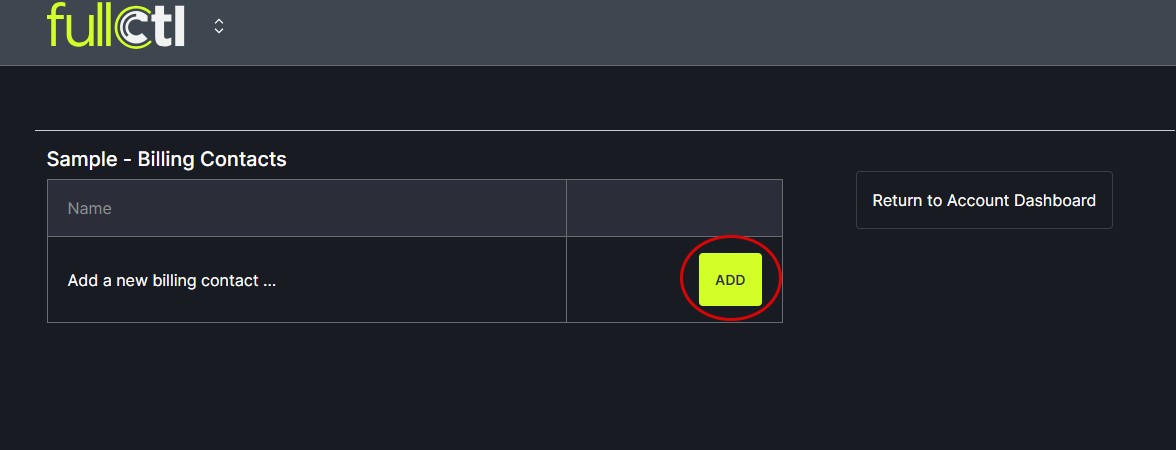 fullctl
Sample - Billing Contacts
Return to Account Dashboard
Name
Add a new billing contact ...
ADD